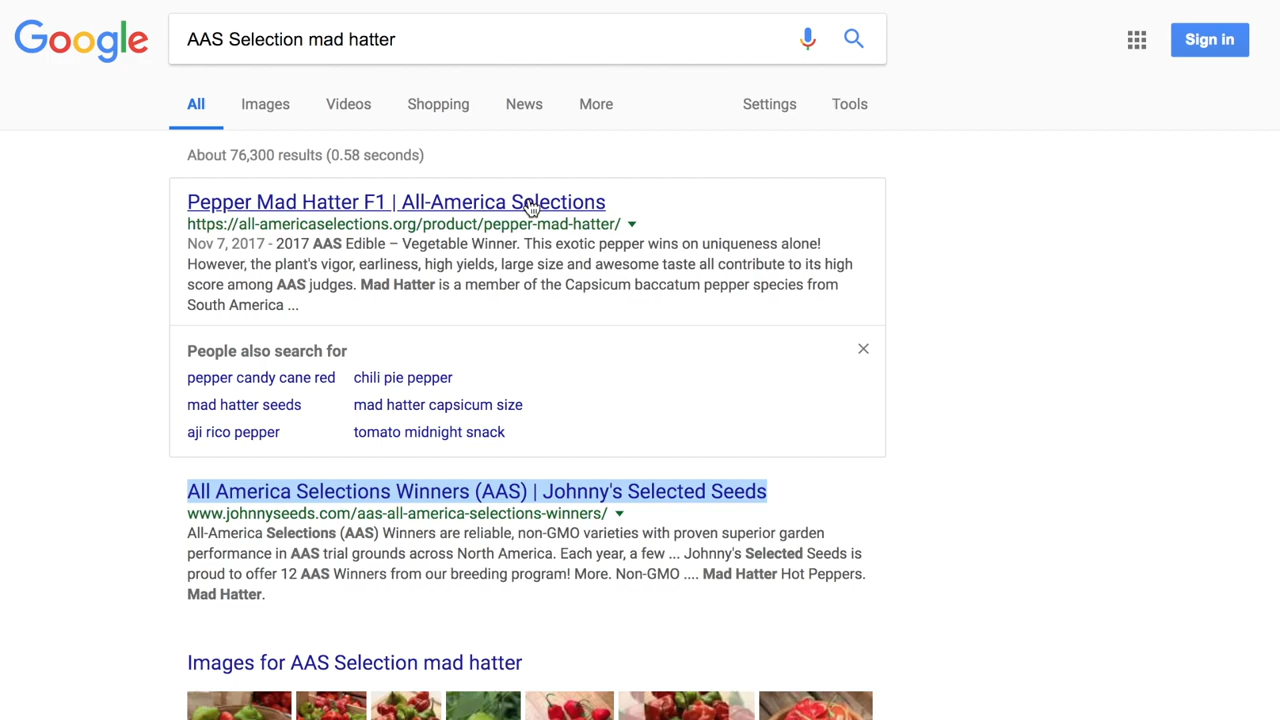 Google
AAS Selection mad hatter
Sign in
All Images Videos Shopping News More Settings Tools
About 76,300 results (0.58 seconds)
Pepper Mad Hatter F1 | All-America Selections
https://all-americaselections.org/product/pepper-mad-hatter/
Nov 7, 2017 - 2017 AAS Edible – Vegetable Winner. This exotic pepper wins on uniqueness alone!
However, the plant's vigor, earliness, high yields, large size and awesome taste all contribute to its high
score among AAS judges. Mad Hatter is a member of the Capsicum baccatum pepper species from
South America ...
People also search for
pepper candy cane red chili pie pepper
mad hatter seeds mad hatter capsicum size
aji rico pepper tomato midnight snack
All America Selections Winners (AAS) | Johnny's Selected Seeds
www.johnnyseeds.com/aas-all-america-selections-winners/
All-America Selections (AAS) Winners are reliable, non-GMO varieties with proven superior garden
performance in AAS trial grounds across North America. Each year, a few ... Johnny's Selected Seeds is
proud to offer 12 AAS Winners from our breeding program! More. Non-GMO .... Mad Hatter Hot Peppers.
Mad Hatter.
Images for AAS Selection mad hatter